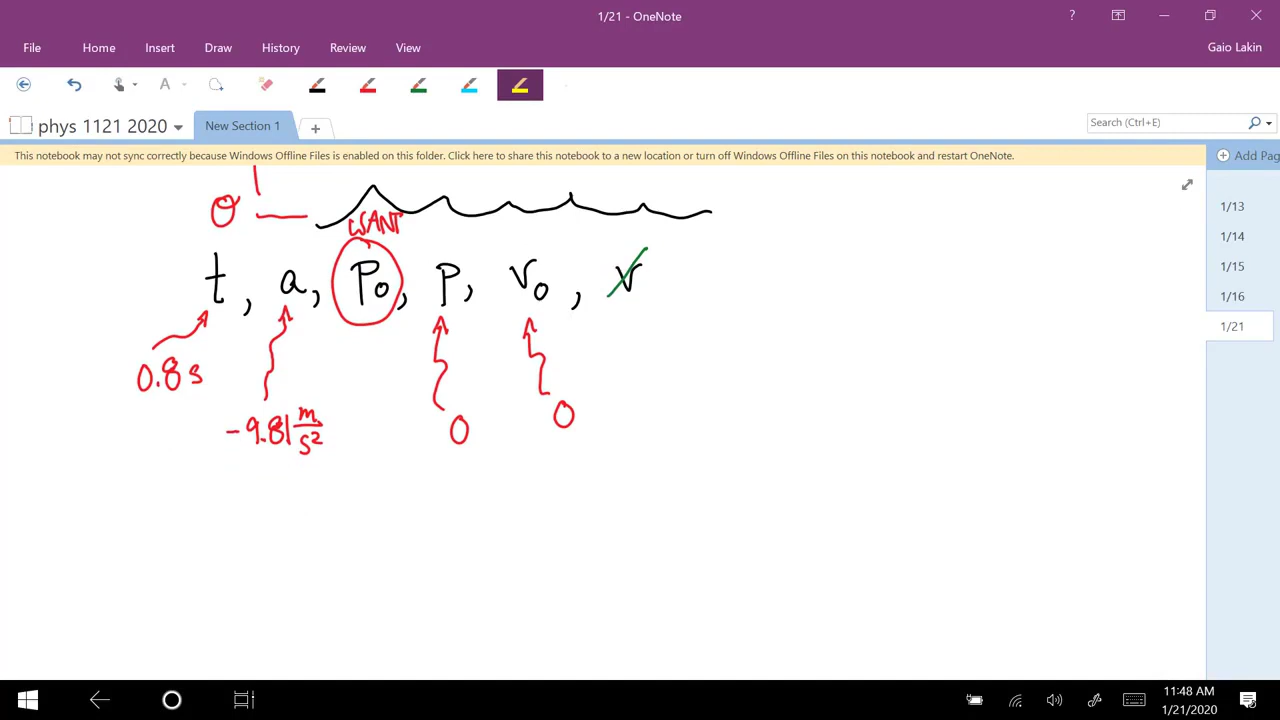 1/21 - OneNote
?
File Home Insert Draw History Review View
Gaio Lakin
A
phys 1121 2020
New Section 1
+
Search (Ctrl+E)
This notebook may not sync correctly because Windows Offline Files is enabled on this folder. Click here to share this notebook to a new location or turn off Windows Offline Files on this notebook and restart OneNote.
Add Pag
1/13
1/14
1/15
1/16
1/21
0
WANT
t, a, P₀, P, v₀, v
0.8 s
-9.81 m/s²
0
0
11:48 AM
1/21/2020